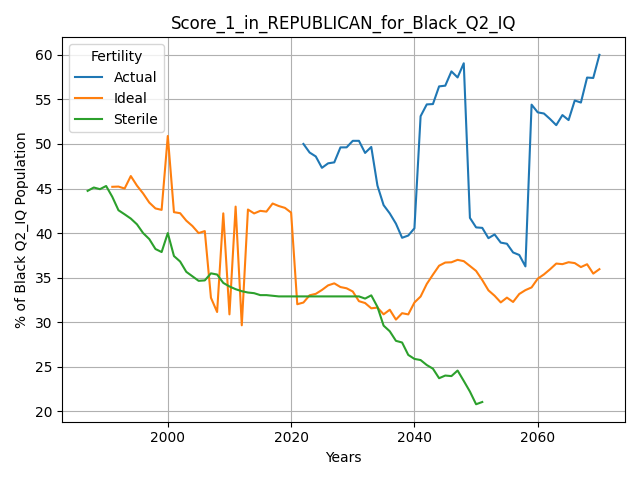 Score_1_in_REPUBLICAN_for_Black_Q2_IQ
Fertility
Actual
Ideal
Sterile
% of Black Q2_IQ Population
60
55
50
45
40
35
30
25
20
2000
2020
2040
2060
Years